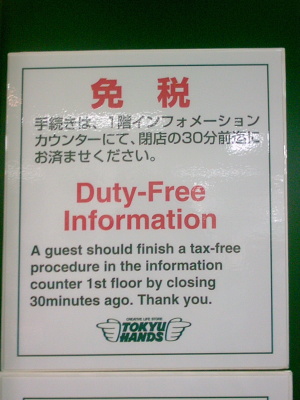 免税
手続きは、1階インフォメーション
カウンターにて、閉店の30分前迄に
お済ませください。
Duty-Free
Information
A guest should finish a tax-free
procedure in the information
counter 1st floor by closing
30minutes ago. Thank you.
CREATIVE LIFE STORE
TOKYU
HANDS